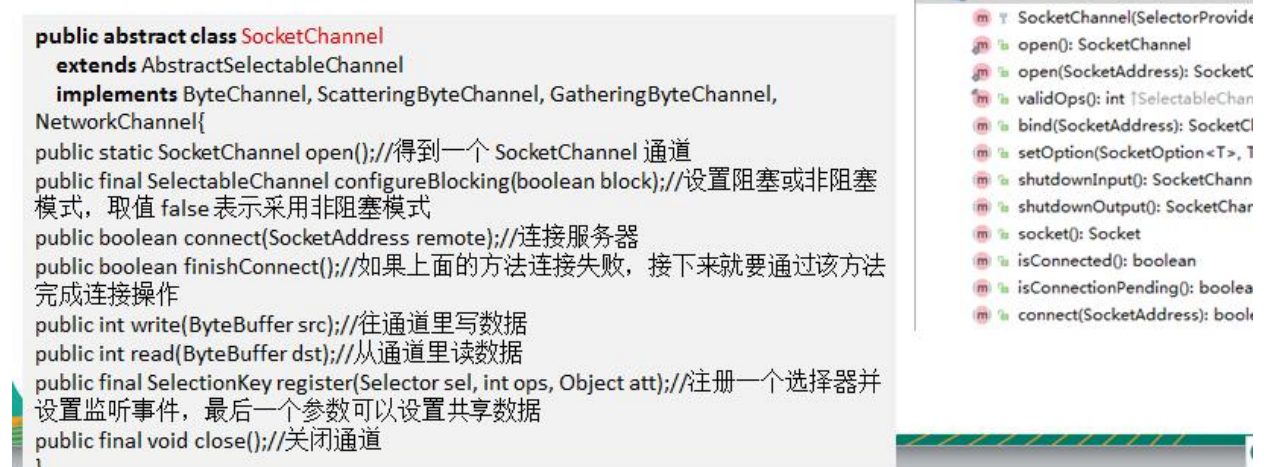 public abstract class SocketChannel
extends AbstractSelectableChannel
implements ByteChannel, ScatteringByteChannel, GatheringByteChannel,
NetworkChannel{
public static SocketChannel open();//得到一个 SocketChannel 通道
public final SelectableChannel configureBlocking(boolean block);//设置阻塞或非阻塞
模式，取值 false 表示采用非阻塞模式
public boolean connect(SocketAddress remote);//连接服务器
public boolean finishConnect();//如果上面的方法连接失败，接下来就要通过该方法
完成连接操作
public int write(ByteBuffer src);//往通道里写数据
public int read(ByteBuffer dst);//从通道里读数据
public final SelectionKey register(Selector sel, int ops, Object att);//注册一个选择器并
设置监听事件，最后一个参数可以设置共享数据
public final void close();//关闭通道
}
SocketChannel(SelectorProvide
open(): SocketChannel
open(SocketAddress): SocketC
validOps(): int ↑SelectableChan
bind(SocketAddress): SocketCl
setOption(SocketOption<T>, T
shutdownInput(): SocketChann
shutdownOutput(): SocketChar
socket(): Socket
isConnected(): boolean
isConnectionPending(): boolea
connect(SocketAddress): boole